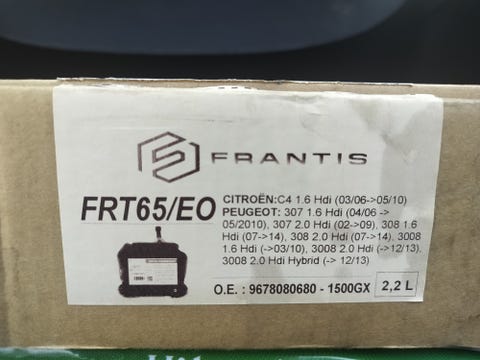 FRANTIS
FRT65/EO
CITROËN:C4 1.6 Hdi (03/06->05/10)
PEUGEOT: 307 1.6 Hdi (04/06 ->
05/2010), 307 2.0 Hdi (02->09), 308 1.6
Hdi (07->14), 308 2.0 Hdi (07->14), 3008
1.6 Hdi (->03/10), 3008 2.0 Hdi (->12/13),
3008 2.0 Hdi Hybrid (-> 12/13)
O.E. : 9678080680 - 1500GX
2,2 L